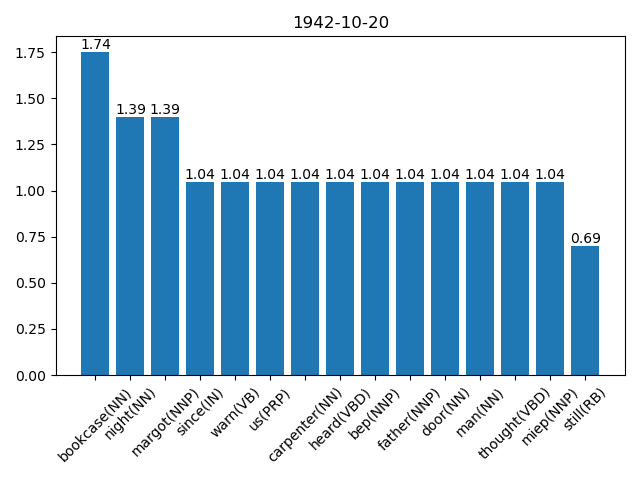 1942-10-20
1.75
1.50
1.25
1.00
0.75
0.50
0.25
0.00
1.74
1.39
1.39
1.04
1.04
1.04
1.04
1.04
1.04
1.04
1.04
1.04
1.04
1.04
0.69
bookcase(NN)
night(NN)
margot(NNP)
since(IN)
warn(VB)
us(PRP)
carpenter(NN)
heard(VBD)
bep(NNP)
father(NNP)
door(NN)
man(NN)
thought(VBD)
miep(NNP)
still(RB)